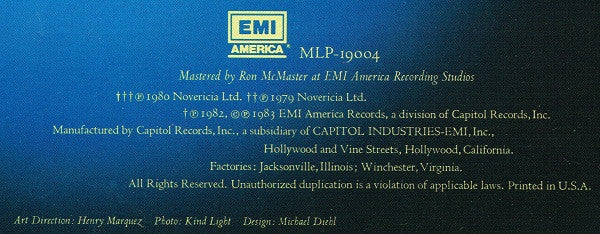 EMI
AMERICA® MLP-19004
Mastered by Ron McMaster at EMI America Recording Studios
†††℗1980 Novericia Ltd. ††℗1979 Novericia Ltd.
†℗1982, ©℗1983 EMI America Records, a division of Capitol Records, Inc.
Manufactured by Capitol Records, Inc., a subsidiary of CAPITOL INDUSTRIES-EMI, Inc.,
Hollywood and Vine Streets, Hollywood, California.
Factories: Jacksonville, Illinois; Winchester, Virginia.
All Rights Reserved. Unauthorized duplication is a violation of applicable laws. Printed in U.S.A.
Art Direction: Henry Marquez Photo: Kind Light Design: Michael Diehl